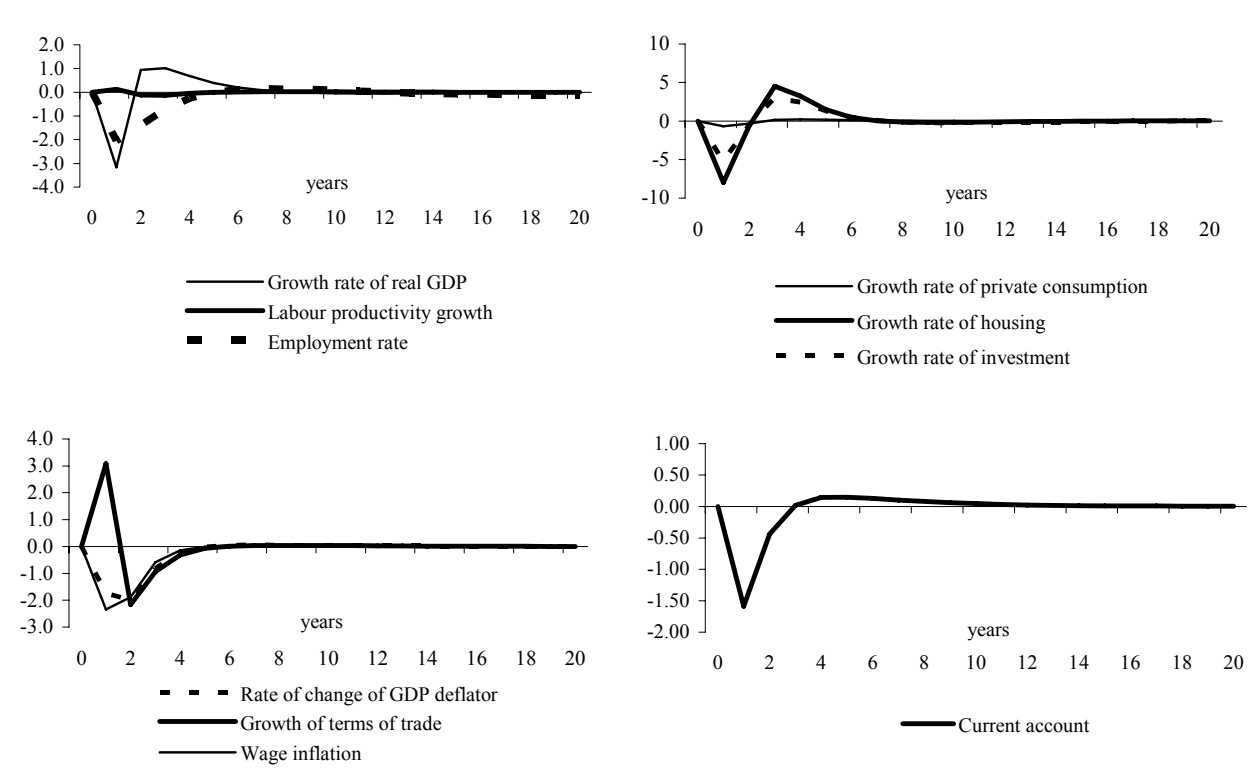 2.0
1.0
0.0
-1.0
-2.0
-3.0
-4.0
years
0 2 4 6 8 10 12 14 16 18 20
Growth rate of real GDP
Labour productivity growth
Employment rate
10
5
0
-5
-10
years
0 2 4 6 8 10 12 14 16 18 20
Growth rate of private consumption
Growth rate of housing
Growth rate of investment
4.0
3.0
2.0
1.0
0.0
-1.0
-2.0
-3.0
years
0 2 4 6 8 10 12 14 16 18 20
Rate of change of GDP deflator
Growth of terms of trade
Wage inflation
1.00
0.50
0.00
-0.50
-1.00
-1.50
-2.00
years
0 2 4 6 8 10 12 14 16 18 20
Current account